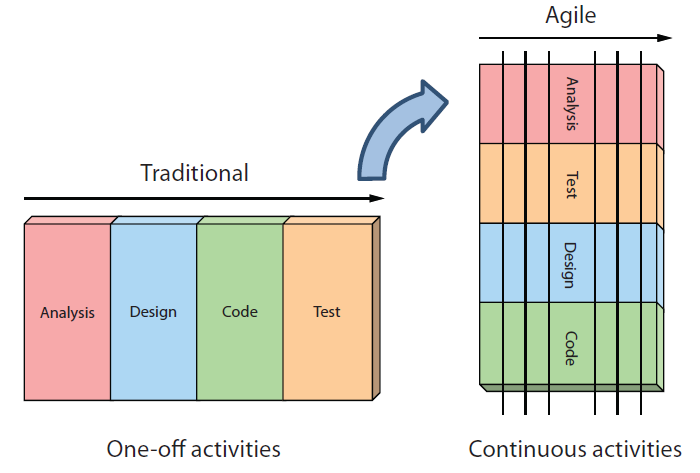 Traditional
Analysis
Design
Code
Test
One-off activities
Agile
Analysis
Test
Design
Code
Continuous activities